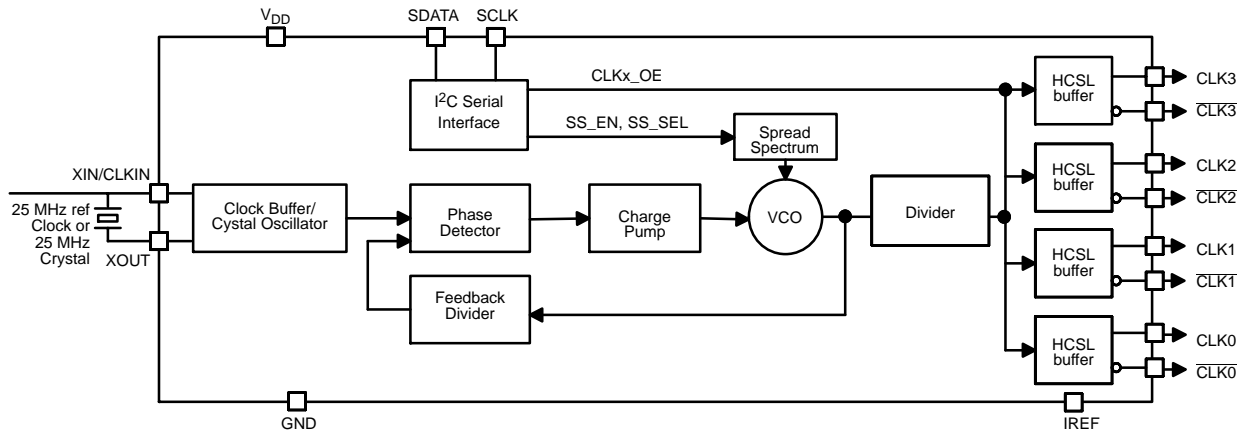 V_DD
SDATA
SCLK
I²C Serial
Interface
CLKx_OE
SS_EN, SS_SEL
Spread
Spectrum
HCSL
buffer
CLK3
CLK3
XIN/CLKIN
25 MHz ref
Clock or
25 MHz
Crystal
XOUT
Clock Buffer/
Cystal Oscillator
Phase
Detector
Charge
Pump
VCO
Divider
Feedback
Divider
HCSL
buffer
CLK2
CLK2
HCSL
buffer
CLK1
CLK1
HCSL
buffer
CLK0
CLK0
GND
IREF